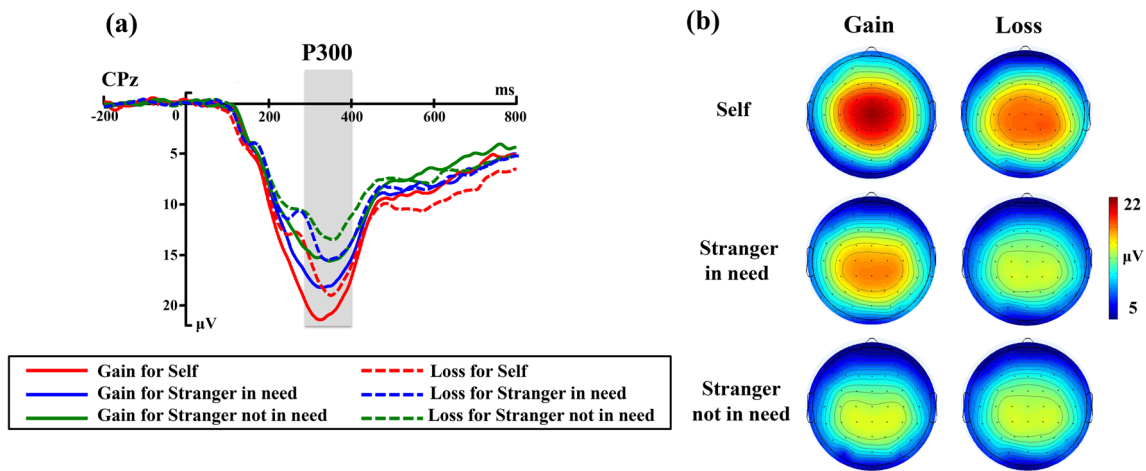 (a)
P300
CPz
ms
-200 0 200 400 600 800
5
10
15
20
µV
Gain for Self
Loss for Self
Gain for Stranger in need
Loss for Stranger in need
Gain for Stranger not in need
Loss for Stranger not in need
(b)
Gain Loss
Self
Stranger
in need
Stranger
not in need
22
µV
5